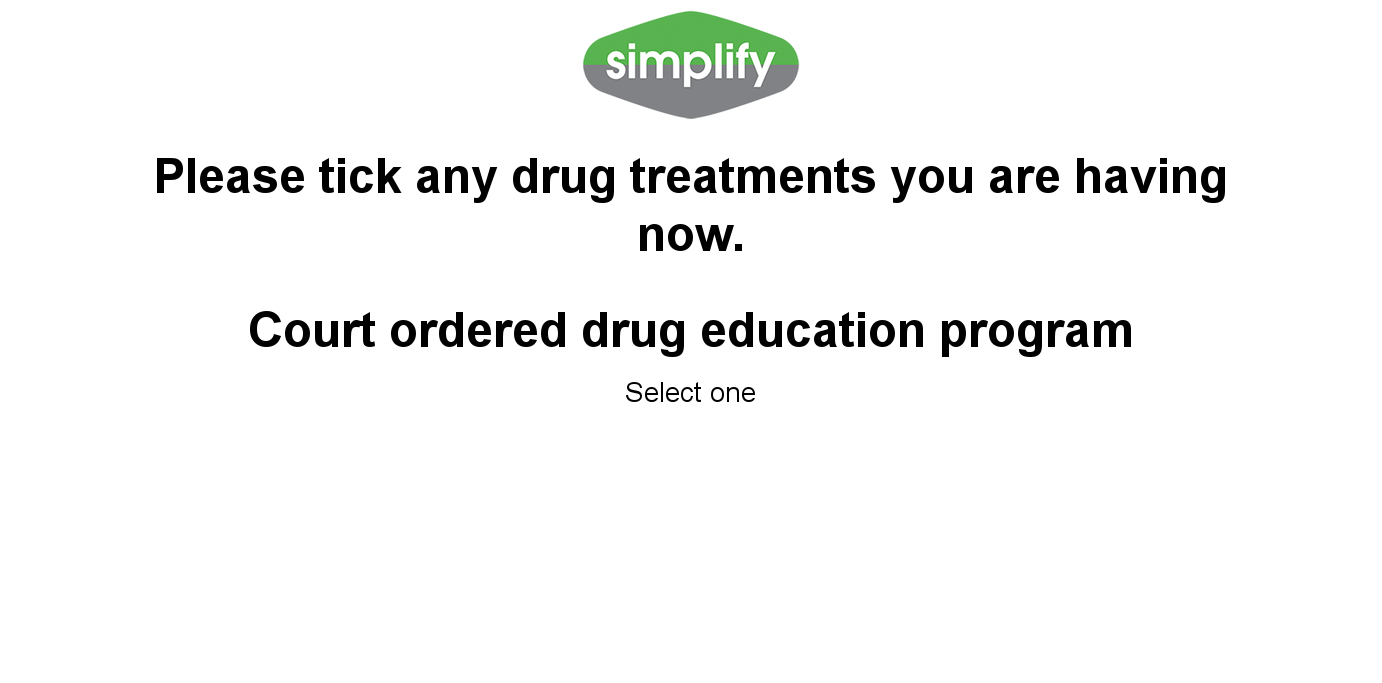 simplify
Please tick any drug treatments you are having
now.
Court ordered drug education program
Select one